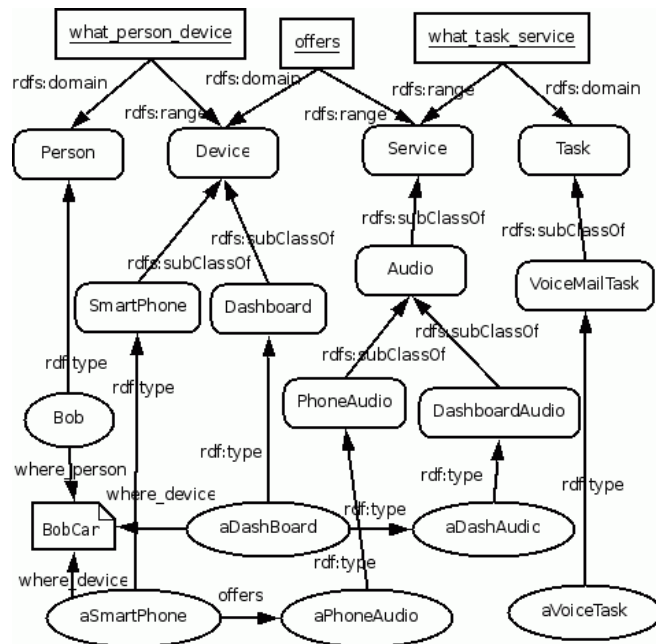 what_person_device
offers
what_task_service
rdfs:domain
rdfs:domain
rdfs:range
rdfs:domain
rdfs:range
rdfs:range
Person
Device
Service
Task
rdfs:subClassOf
rdfs:subClassOf
rdfs:subClassOf
rdfs:subClassOf
Audio
SmartPhone
Dashboard
VoiceMailTask
rdfs:subClassOf
rdfs:subClassOf
rdf:type
rdf:type
PhoneAudio
DashboardAudio
Bob
rdf:type
where_person
where_device
rdf:type
rdf:type
BobCar
aDashBoard
rdf:type
aDashAudic
rdf:type
where_device
offers
aSmartPhone
aPhoneAudio
aVoiceTask